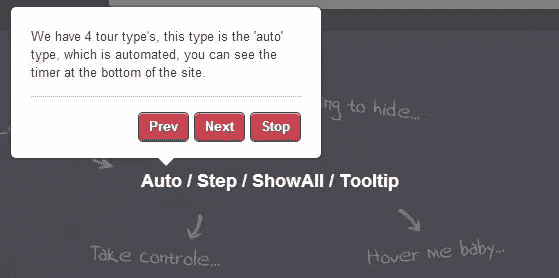 We have 4 tour type's, this type is the 'auto'
type, which is automated, you can see the
timer at the bottom of the site.
Prev Next Stop
to hide...
Auto / Step / ShowAll / Tooltip
Take controle...
Hover me baby...